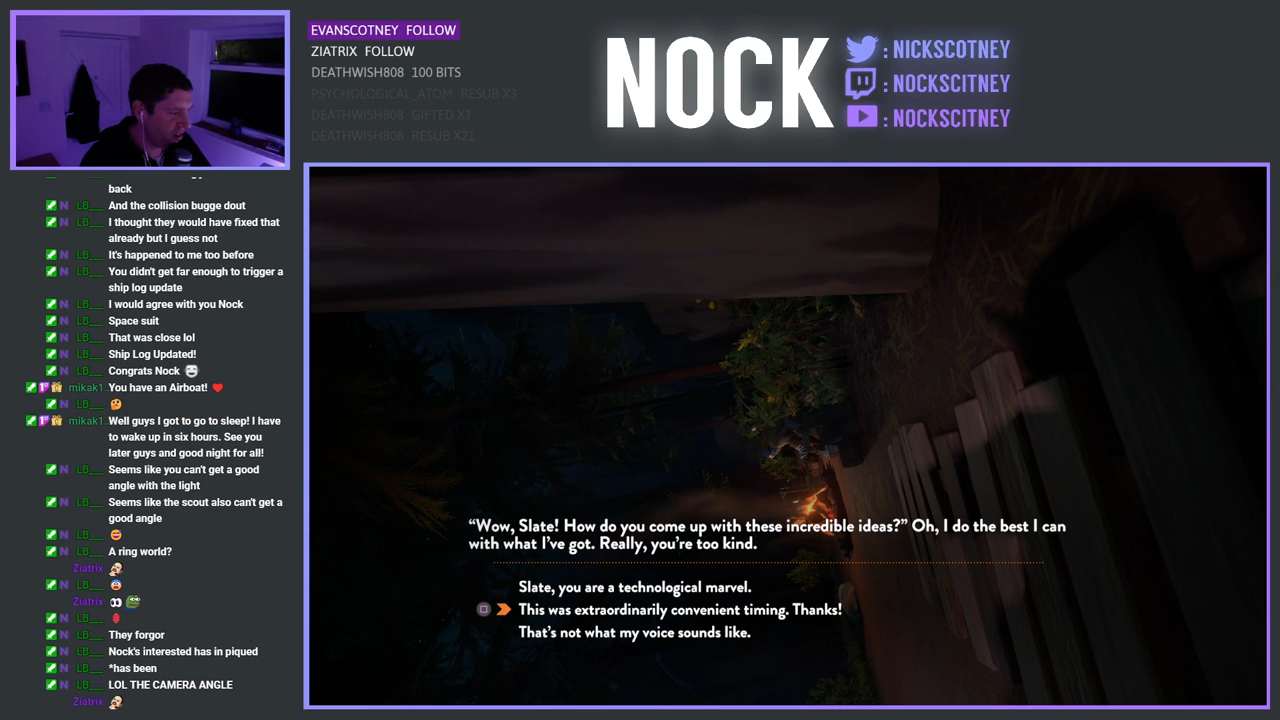 EVANSCOTNEY FOLLOW
ZIATRIX FOLLOW
DEATHWISH808 100 BITS
PSYCHOLOGICAL_ATOM RESUB X3
DEATHWISH808 GIFTED X1
DEATHWISH808 RESUB X21
NOCK
: NICKSCOTNEY
: NOCKSCITNEY
: NOCKSCITNEY
back
N LB___ And the collision bugge dout
N LB___ I thought they would have fixed that
already but I guess not
N LB___ It's happened to me too before
N LB___ You didn't get far enough to trigger a
ship log update
N LB___ I would agree with you Nock
N LB___ Space suit
N LB___ That was close lol
N LB___ Ship Log Updated!
N LB___ Congrats Nock
mikak1.. You have an Airboat!
N LB___
mikak1.. Well guys I got to go to sleep! I have
to wake up in six hours. See you
later guys and good night for all!
N LB___ Seems like you can't get a good
angle with the light
N LB___ Seems like the scout also can't get a
good angle
N LB___
N LB___ A ring world?
Ziatrix
N LB___
Ziatrix
N LB___
N LB___ They forgor
N LB___ Nock's interested has in piqued
N LB___ *has been
N LB___ LOL THE CAMERA ANGLE
Ziatrix
“Wow, Slate! How do you come up with these incredible ideas?” Oh, I do the best I can
with what I’ve got. Really, you’re too kind.
Slate, you are a technological marvel.
This was extraordinarily convenient timing. Thanks!
That’s not what my voice sounds like.